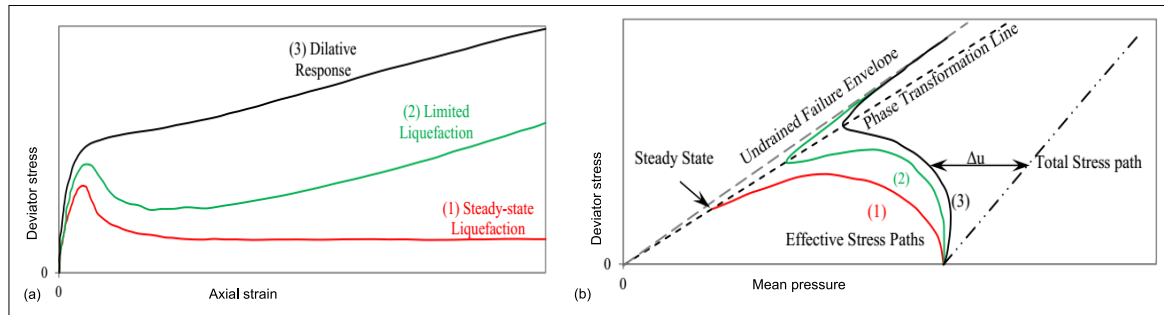 (3) Dilative
Response
(2) Limited
Liquefaction
(1) Steady-state
Liquefaction
Deviator stress
0
0
(a)
Axial strain
Undrained Failure Envelope
Phase Transformation Line
Steady State
Δu
Total Stress path
(2)
(1)
(3)
Effective Stress Paths
Deviator stress
0
0
(b)
Mean pressure